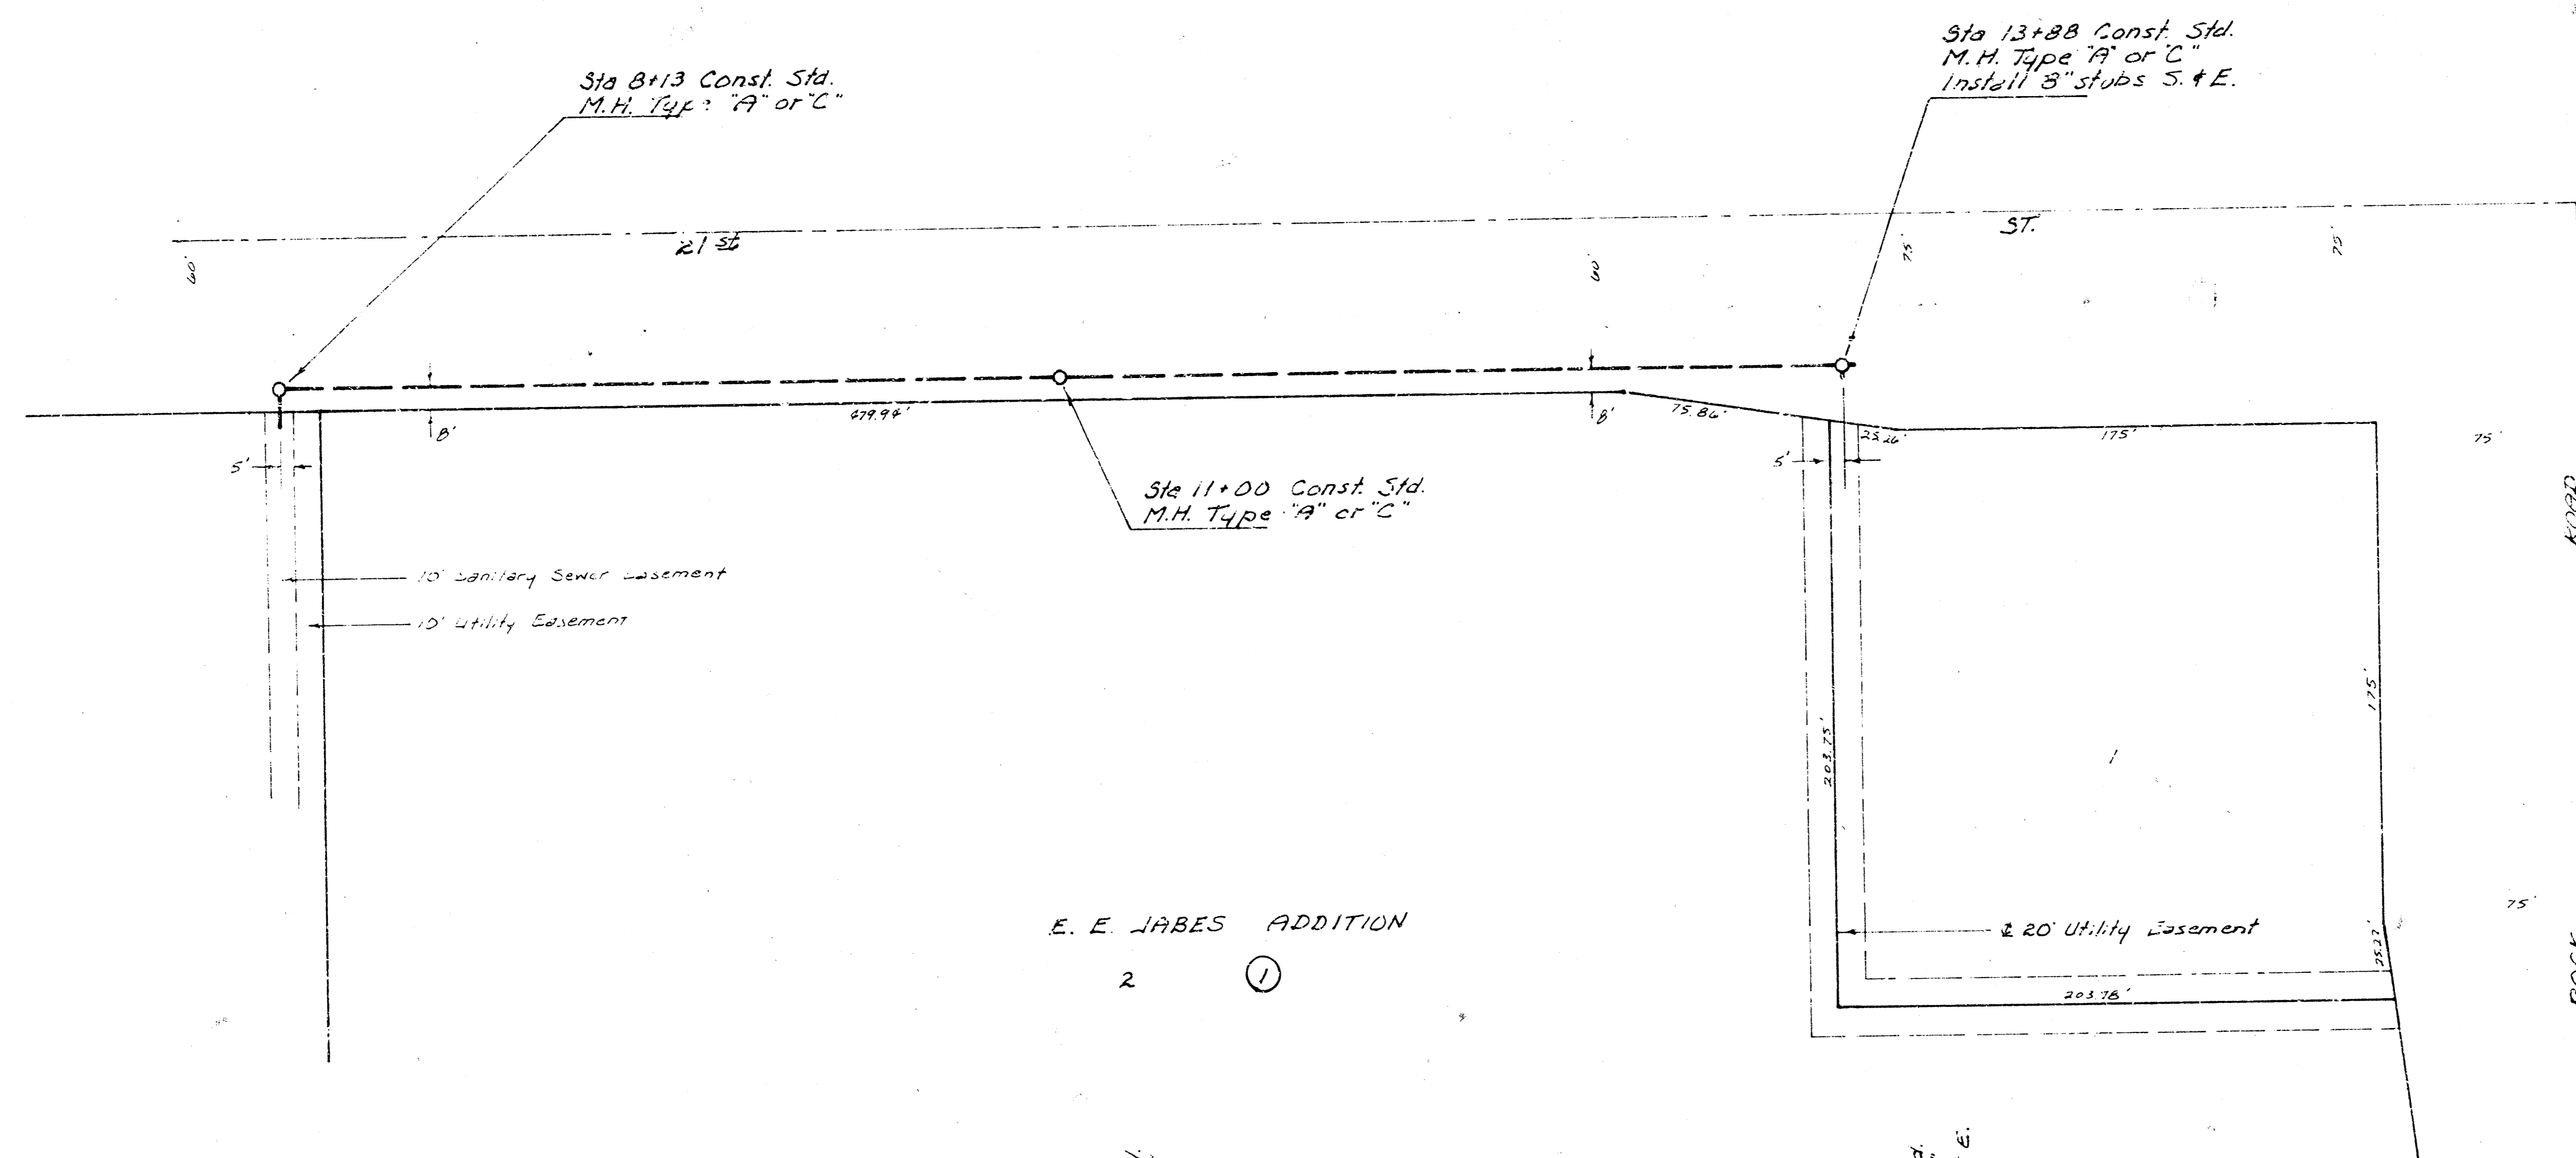 Sta 13+88 Const. Std.
M.H. Type "A" or "C"
Install 8" stubs S. & E.
Sta 8+13 Const. Std.
M.H. Type "A" or "C"
21 st
ST.
60'
60'
75'
75'
479.94'
8'
8'
75.86'
25.26'
175'
75'
5'
5'
Sta 11+00 Const. Std.
M.H. Type "A" or "C"
ROAD
10' Sanitary Sewer Easement
10' Utility Easement
175'
203.75'
1
E. E. JABES ADDITION
2 1
℄ 20' Utility Easement
75'
25.27'
203.78'
ROCK
E.